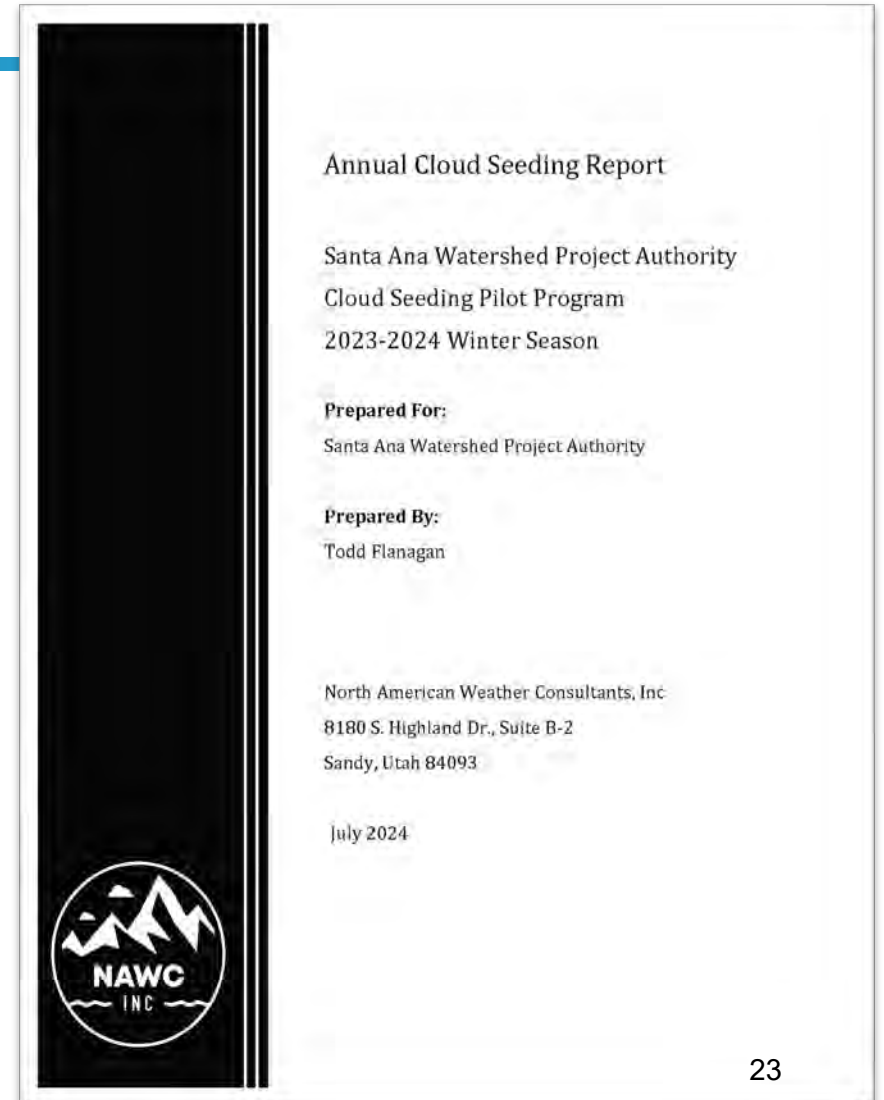 Annual Cloud Seeding Report
Santa Ana Watershed Project Authority
Cloud Seeding Pilot Program
2023-2024 Winter Season
Prepared For:
Santa Ana Watershed Project Authority
Prepared By:
Todd Flanagan
North American Weather Consultants, Inc
8180 S. Highland Dr., Suite B-2
Sandy, Utah 84093
July 2024
NAWC
INC
23